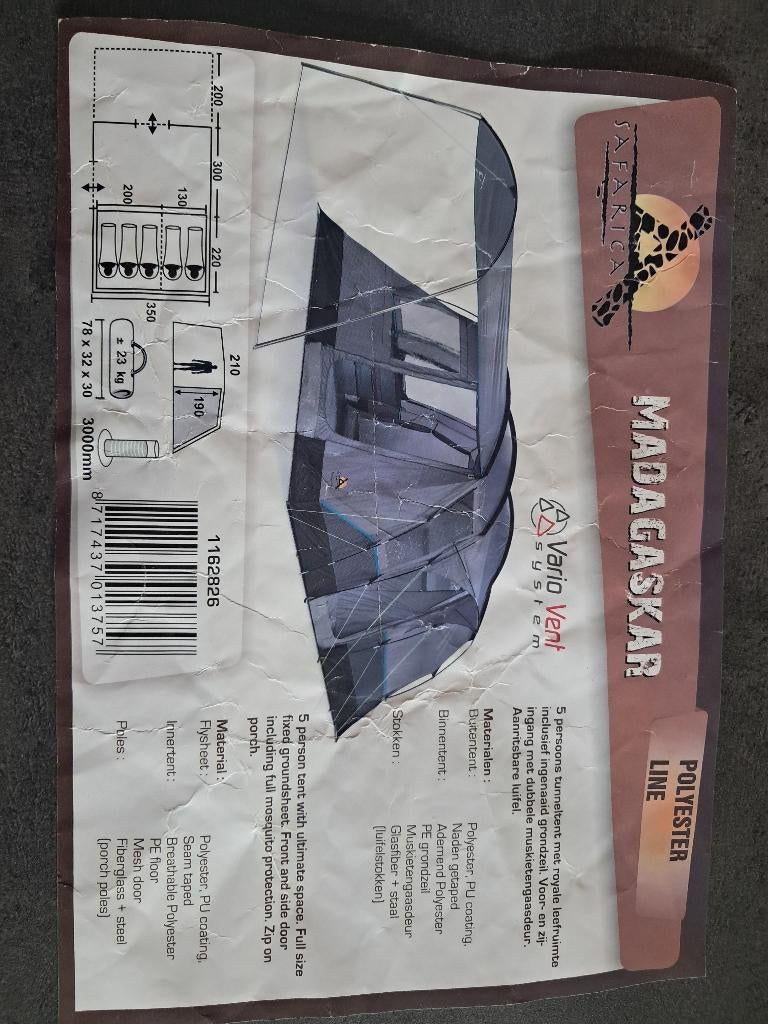 SAFARICA
MADAGASKAR
POLYESTER
LINE
Vario Vent
system
5 persoons tunneltent met royale leefruimte
inclusief ingenaaid grondzeil. Voor- en zij-
ingang met dubbele muskietengaasdeur.
Aanritsbare luifel.
Materialen :
Buitentent : Polyester, PU coating,
Naden getaped
Binnentent : Ademend Polyester
PE grondzeil
Muskietengaasdeur
Stokken : Glasfiber + staal
(luifelstokken)
5 person tent with ultimate space. Full size
fixed groundsheet. Front and side door
including full mosquito protection. Zip on
porch.
Material :
Flysheet : Polyester, PU coating,
Seam taped
Innertent : Breathable Polyester
PE floor
Mesh door
Poles : Fiberglass + steel
(porch poles)
200
300
220
130
200
350
210
190
± 23 kg
78 x 32 x 30
3000mm
1162826
8 717437 013757